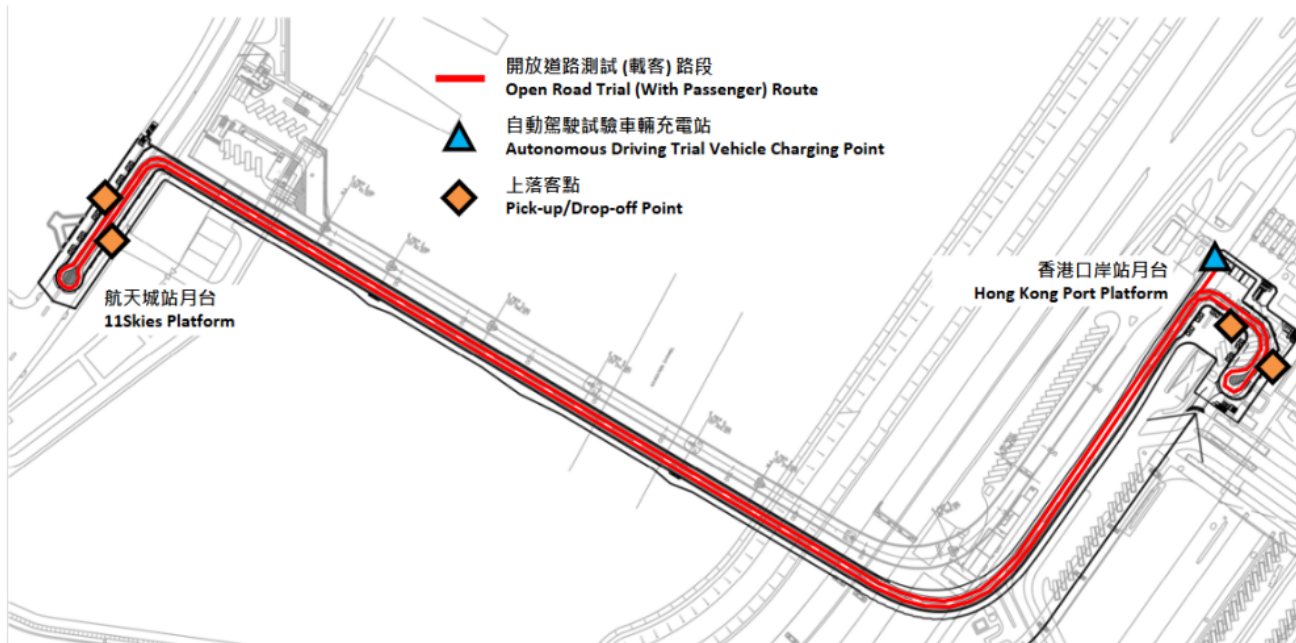 開放道路測試 (載客) 路段
Open Road Trial (With Passenger) Route
自動駕駛試驗車輛充電站
Autonomous Driving Trial Vehicle Charging Point
上落客點
Pick-up/Drop-off Point
香港口岸站月台
Hong Kong Port Platform
航天城站月台
11Skies Platform